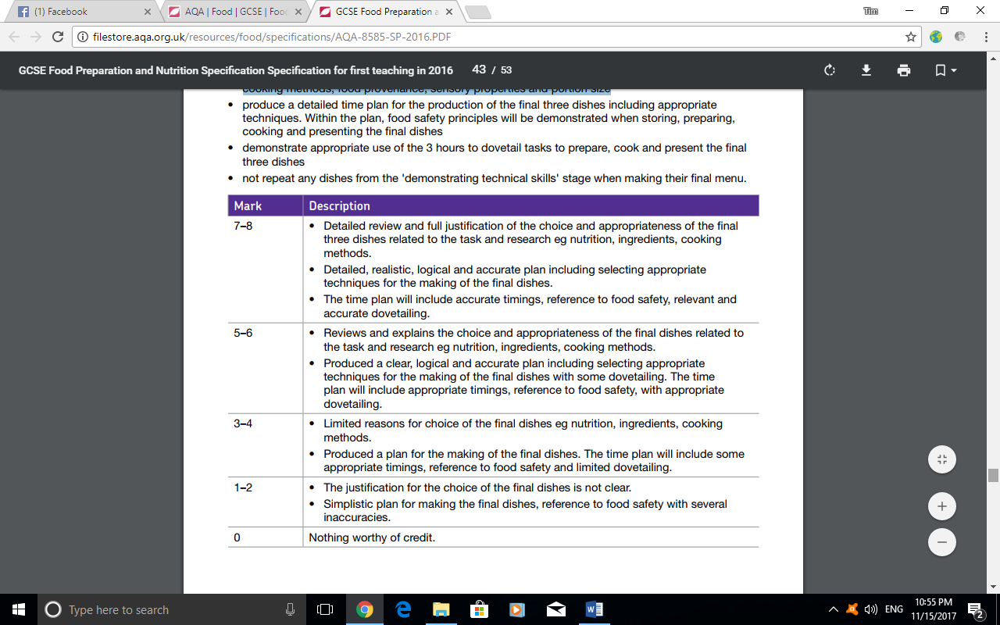 (1) Facebook
AQA | Food | GCSE | Food
GCSE Food Preparation a
Tim
filestore.aqa.org.uk/resources/food/specifications/AQA-8585-SP-2016.PDF
GCSE Food Preparation and Nutrition Specification Specification for first teaching in 2016 43 / 53
cooking methods, food provenance, sensory properties and portion size
• produce a detailed time plan for the production of the final three dishes including appropriate
techniques. Within the plan, food safety principles will be demonstrated when storing, preparing,
cooking and presenting the final dishes
• demonstrate appropriate use of the 3 hours to dovetail tasks to prepare, cook and present the final
three dishes
• not repeat any dishes from the 'demonstrating technical skills' stage when making their final menu.
Mark Description
7–8 • Detailed review and full justification of the choice and appropriateness of the final
three dishes related to the task and research eg nutrition, ingredients, cooking
methods.
• Detailed, realistic, logical and accurate plan including selecting appropriate
techniques for the making of the final dishes.
• The time plan will include accurate timings, reference to food safety, relevant and
accurate dovetailing.
5–6 • Reviews and explains the choice and appropriateness of the final dishes related to
the task and research eg nutrition, ingredients, cooking methods.
• Produced a clear, logical and accurate plan including selecting appropriate
techniques for the making of the final dishes with some dovetailing. The time
plan will include appropriate timings, reference to food safety, with appropriate
dovetailing.
3–4 • Limited reasons for choice of the final dishes eg nutrition, ingredients, cooking
methods.
• Produced a plan for the making of the final dishes. The time plan will include some
appropriate timings, reference to food safety and limited dovetailing.
1–2 • The justification for the choice of the final dishes is not clear.
• Simplistic plan for making the final dishes, reference to food safety with several
inaccuracies.
0 Nothing worthy of credit.
Type here to search
ENG
10:55 PM
11/15/2017
2